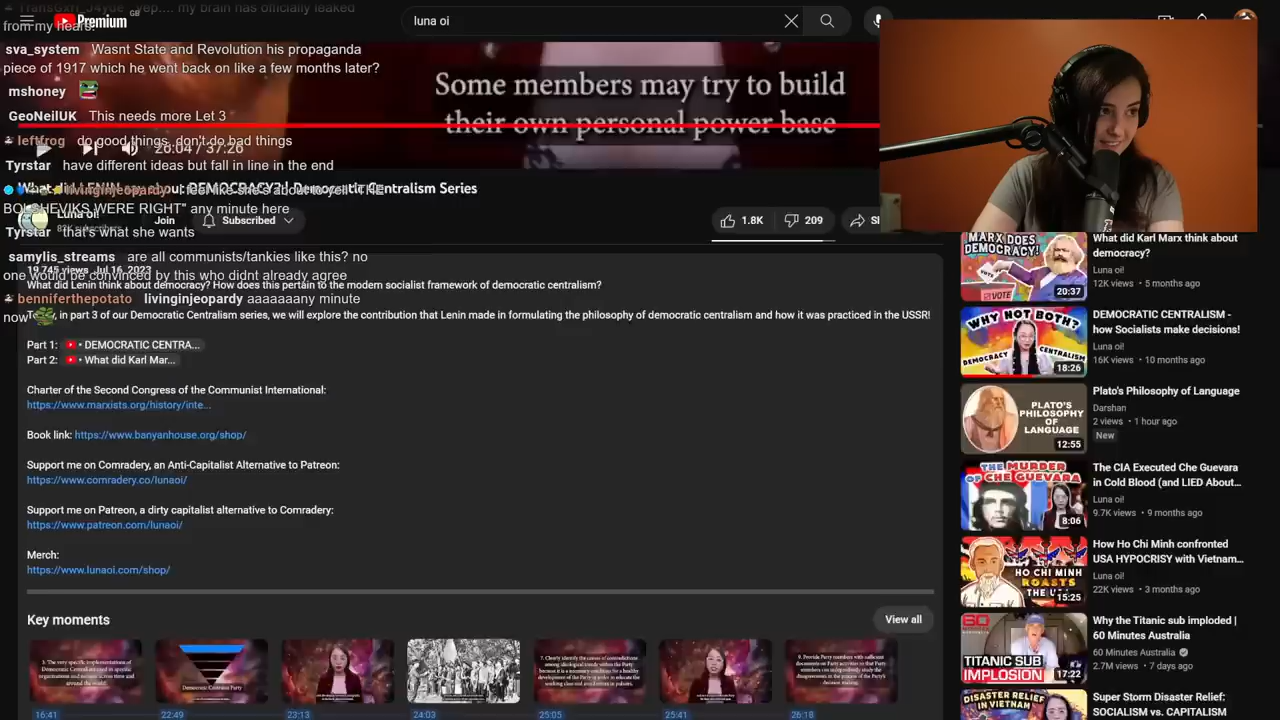 Premium
GB
luna oi
from my hears!
sva_system Wasnt State and Revolution his propaganda
piece of 1917 which he went back on like a few months later?
mshoney
GeoNeilUK This needs more Let 3
leftfrog do good things, don't do bad things
Tyrstar have different ideas but fall in line in the end
BOLSHEVIKS WERE RIGHT" any minute here
Tyrstar that's what she wants
samylis_streams are all communists/tankies like this? no
one would be convinced by this who didnt already agree
benniferthepotato livinginjeopardy aaaaaany minute
now
Some members may try to build
their own personal power base
26:04 / 37:26
Democratic Centralism Series
Luna oi!
Join
Subscribed
1.8K
209
19,745 views Jul 16, 2023
What did Lenin think about democracy? How does this pertain to the modern socialist framework of democratic centralism?
in part 3 of our Democratic Centralism series, we will explore the contribution that Lenin made in formulating the philosophy of democratic centralism and how it was practiced in the USSR!
Part 1: • DEMOCRATIC CENTRA...
Part 2: • What did Karl Mar...
Charter of the Second Congress of the Communist International:
https://www.marxists.org/history/inte...
Book link: https://www.banyanhouse.org/shop/
Support me on Comradery, an Anti-Capitalist Alternative to Patreon:
https://www.comradery.co/lunaoi/
Support me on Patreon, a dirty capitalist alternative to Comradery:
https://www.patreon.com/lunaoi/
Merch:
https://www.lunaoi.com/shop/
Key moments
View all
Democratic Centralist Party
16:41
22:49
23:13
24:03
25:05
25:41
26:18
MARX DOES
DEMOCRACY!
VOTE
20:37
What did Karl Marx think about
democracy?
Luna oi!
12K views • 5 months ago
WHY NOT BOTH?
DEMOCRACY
CENTRALISM
18:26
DEMOCRATIC CENTRALISM -
how Socialists make decisions!
Luna oi!
16K views • 10 months ago
PLATO'S
PHILOSOPHY
OF
LANGUAGE
12:55
Plato's Philosophy of Language
Darshan
2 views • 1 hour ago
New
THE MURDER
OF CHE GUEVARA
8:06
The CIA Executed Che Guevara
in Cold Blood (and LIED About...
Luna oi!
9.7K views • 9 months ago
HO CHI MINH
ROASTS
15:25
How Ho Chi Minh confronted
USA HYPOCRISY with Vietnam...
Luna oi!
22K views • 3 months ago
60
TITANIC SUB
IMPLOSION
17:22
Why the Titanic sub imploded |
60 Minutes Australia
60 Minutes Australia
2.7M views • 7 days ago
DISASTER RELIEF
IN VIETNAM
Super Storm Disaster Relief:
SOCIALISM vs. CAPITALISM